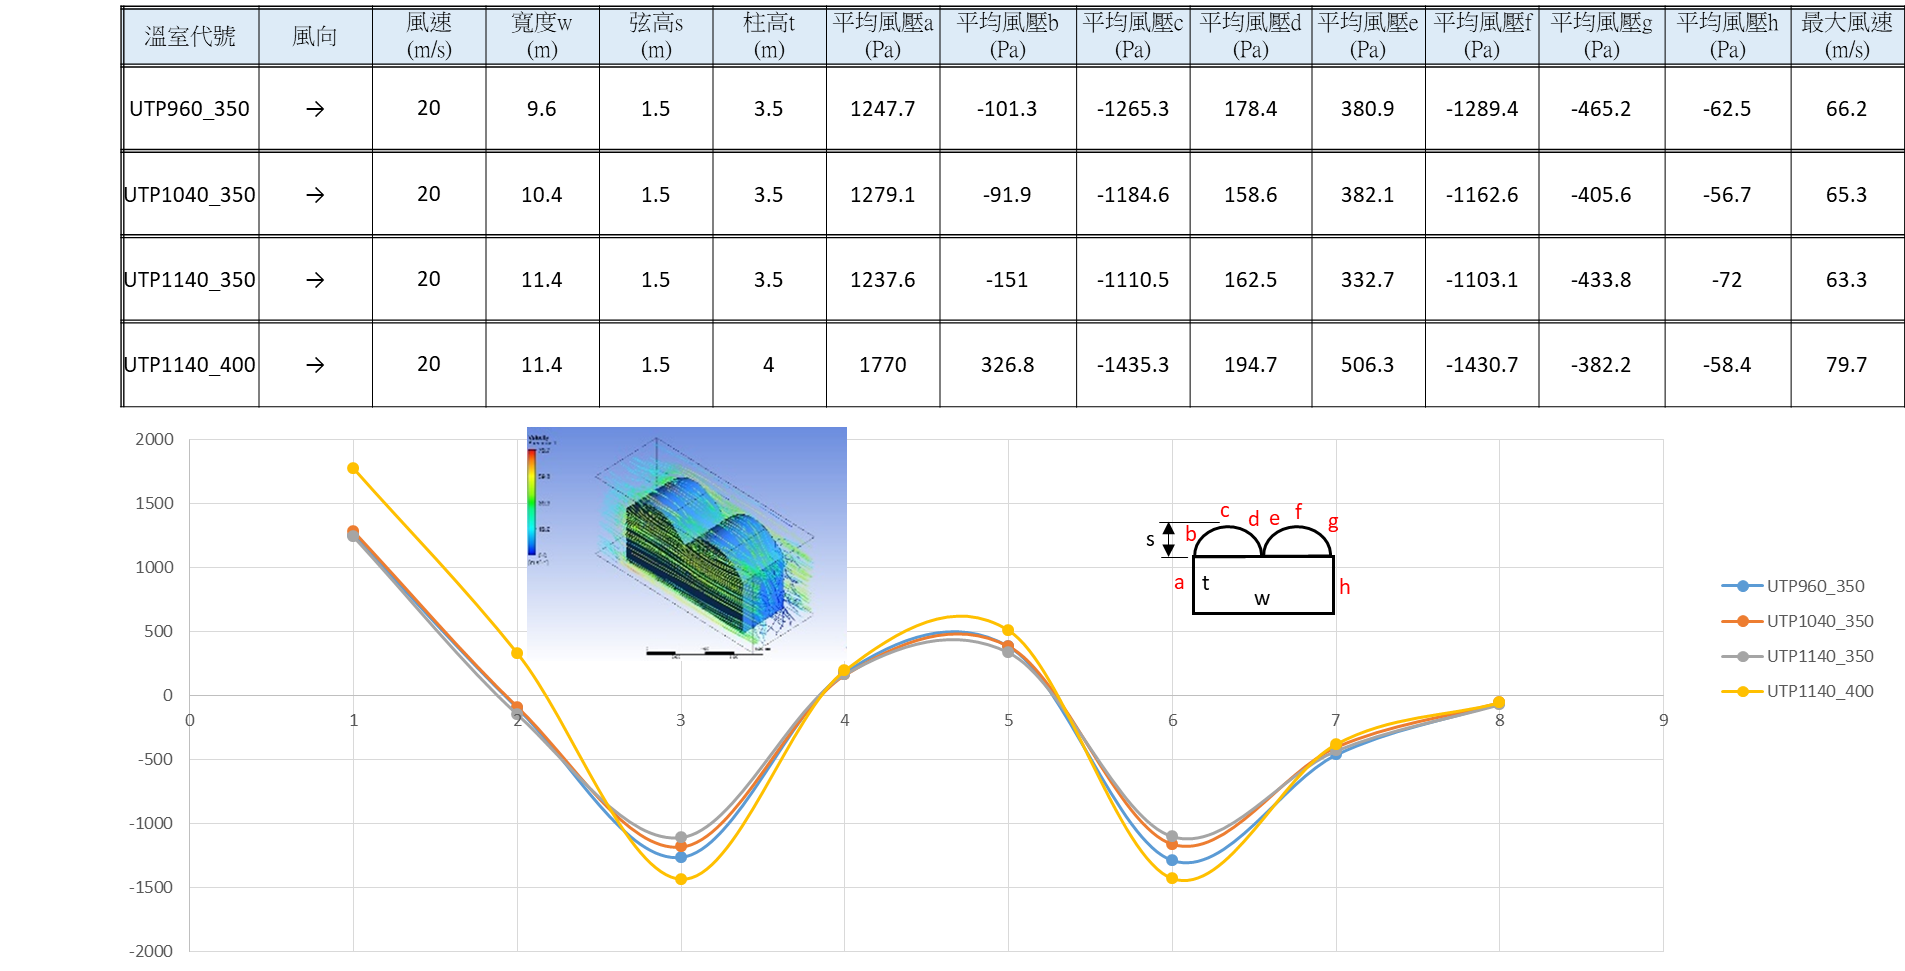 溫室代號 風向 風速 (m/s) 寬度w (m) 弦高s (m) 柱高t (m) 平均風壓a (Pa) 平均風壓b (Pa) 平均風壓c (Pa) 平均風壓d (Pa) 平均風壓e (Pa) 平均風壓f (Pa) 平均風壓g (Pa) 平均風壓h (Pa) 最大風速 (m/s)
UTP960_350 → 20 9.6 1.5 3.5 1247.7 -101.3 -1265.3 178.4 380.9 -1289.4 -465.2 -62.5 66.2
UTP1040_350 → 20 10.4 1.5 3.5 1279.1 -91.9 -1184.6 158.6 382.1 -1162.6 -405.6 -56.7 65.3
UTP1140_350 → 20 11.4 1.5 3.5 1237.6 -151 -1110.5 162.5 332.7 -1103.1 -433.8 -72 63.3
UTP1140_400 → 20 11.4 1.5 4 1770 326.8 -1435.3 194.7 506.3 -1430.7 -382.2 -58.4 79.7
2000
1500
1000
500
0
-500
-1000
-1500
-2000
0 1 2 3 4 5 6 7 8 9
Velocity
c f
b d e g
s
a t h
w
UTP960_350
UTP1040_350
UTP1140_350
UTP1140_400